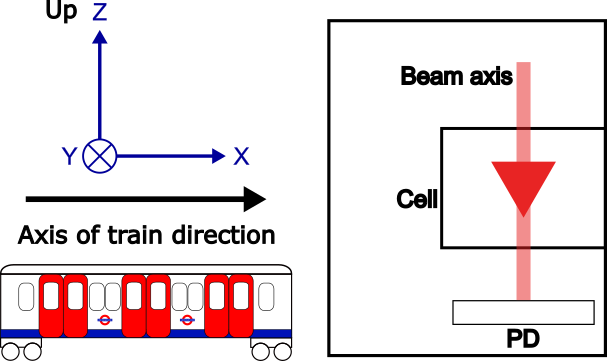 Up
Z
Y
X
Axis of train direction
Beam axis
Cell
PD